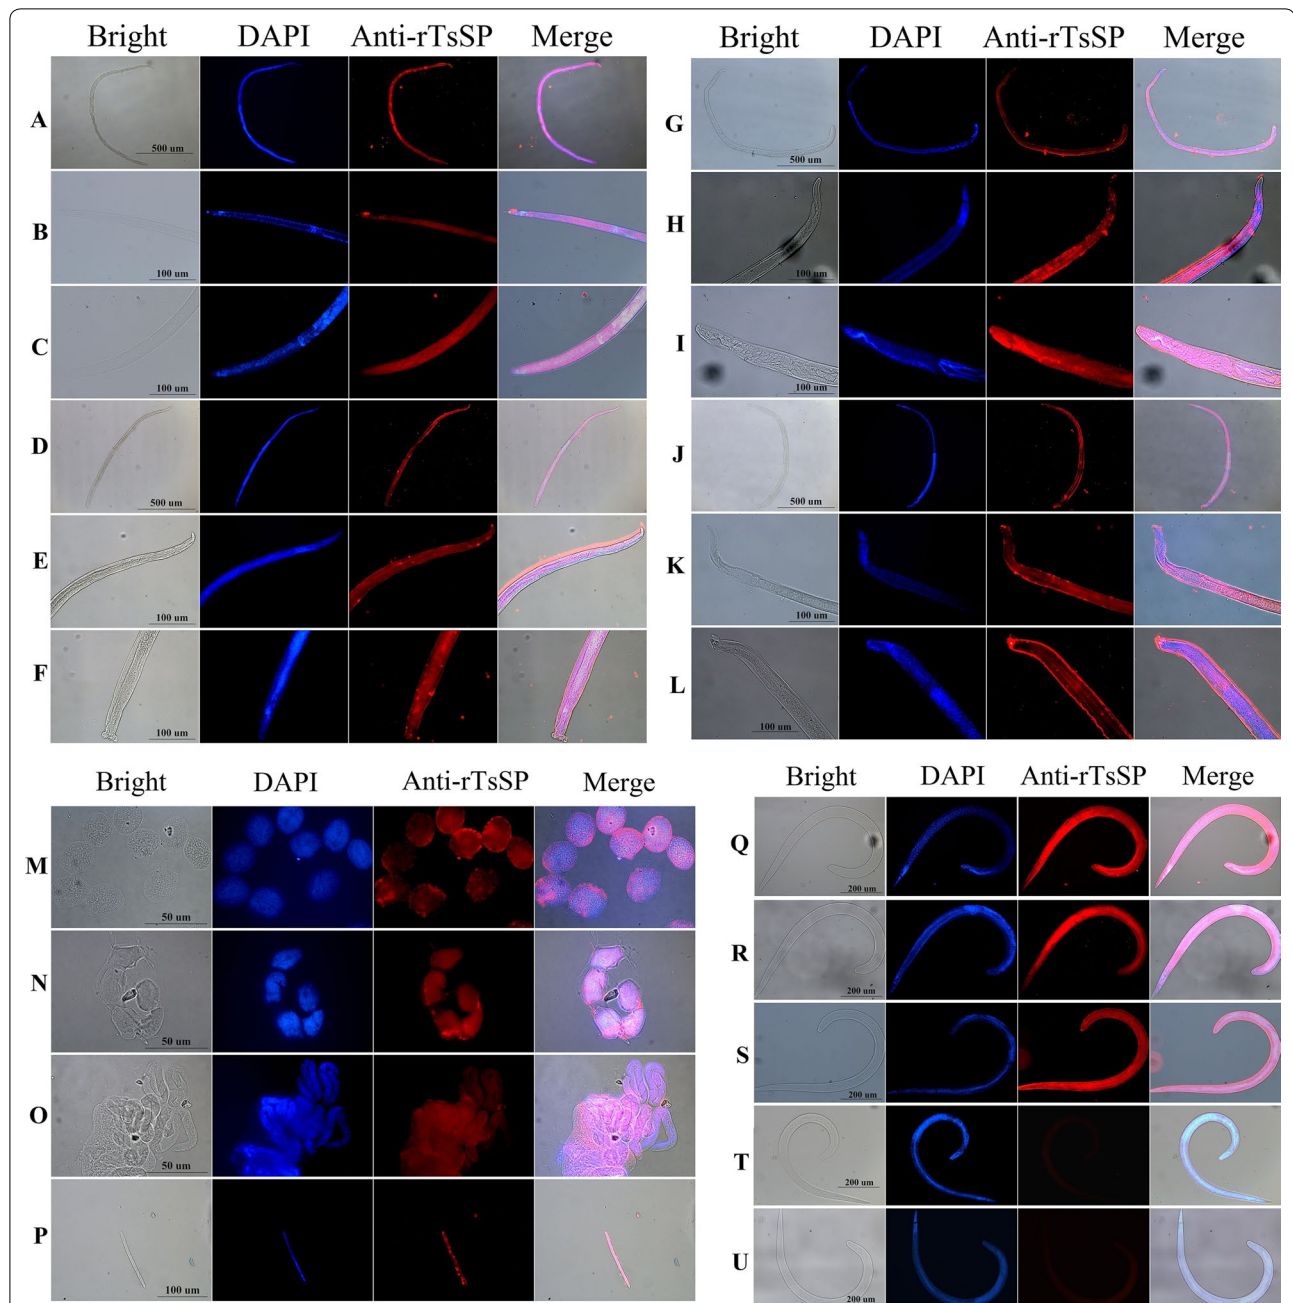 Bright DAPI Anti-rTsSP Merge
A 500 um
B 100 um
C 100 um
D 500 um
E 100 um
F 100 um
Bright DAPI Anti-rTsSP Merge
G 500 um
H 100 um
I 100 um
J 500 um
K 100 um
L 100 um
Bright DAPI Anti-rTsSP Merge
M 50 um
N 50 um
O 50 um
P 100 um
Bright DAPI Anti-rTsSP Merge
Q 200 um
R 200 um
S 200 um
T 200 um
U 200 um